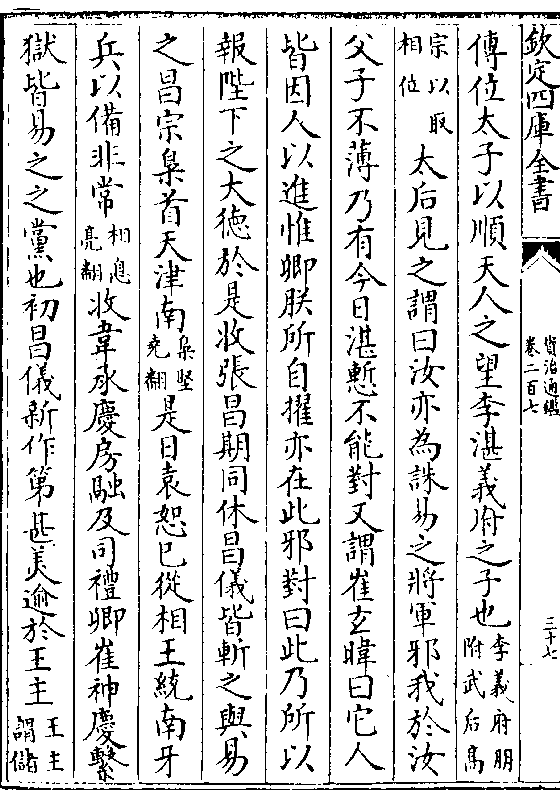 欽定四庫全書
資治通鑑
卷二百七
三十七
傳位太子以順天人之望李湛義府之子也李義府朋附武后高
宗以取相位太后見之謂曰汝亦為誅易之將軍邪我於汝
父子不薄乃有今日湛慙不能對又謂崔玄暐曰它人
皆因人以進惟卿朕所自擢亦在此邪對曰此乃所以
報陛下之大德於是收張昌期同休昌儀皆斬之與易
之昌宗梟首天津南梟堅堯翻是日袁恕已從相王統南牙
兵以備非常相息亮翻收韋承慶房融及司禮卿崔神慶繫
獄皆易之之黨也初昌儀新作第甚美逾於王主王主謂儲